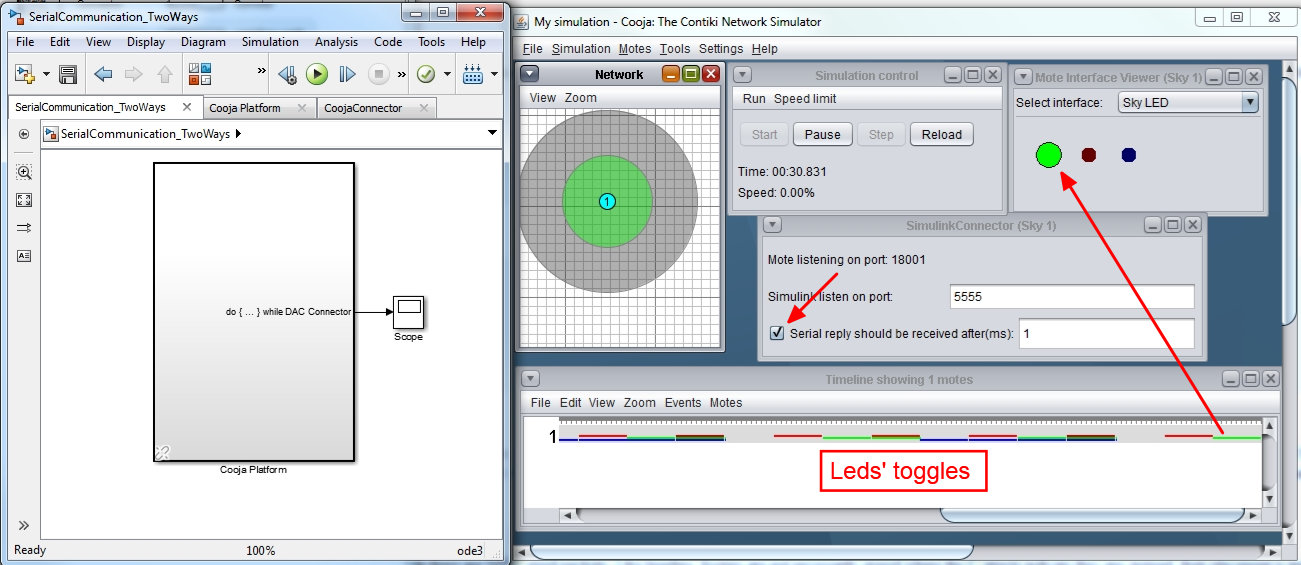 SerialCommunication_TwoWays
File Edit View Display Diagram Simulation Analysis Code Tools Help
SerialCommunication_TwoWays
Cooja Platform
CoojaConnector
SerialCommunication_TwoWays
do { ... } while DAC Connector
Scope
Cooja Platform
Ready
100%
ode3
My simulation - Cooja: The Contiki Network Simulator
File Simulation Motes Tools Settings Help
Network
View Zoom
1
Simulation control
Run Speed limit
Start
Pause
Step
Reload
Time: 00:30.831
Speed: 0.00%
Mote Interface Viewer (Sky 1)
Select interface:
Sky LED
SimulinkConnector (Sky 1)
Mote listening on port: 18001
Simulink listen on port:
5555
Serial reply should be received after(ms):
1
Timeline showing 1 motes
File Edit View Zoom Events Motes
1
Leds' toggles